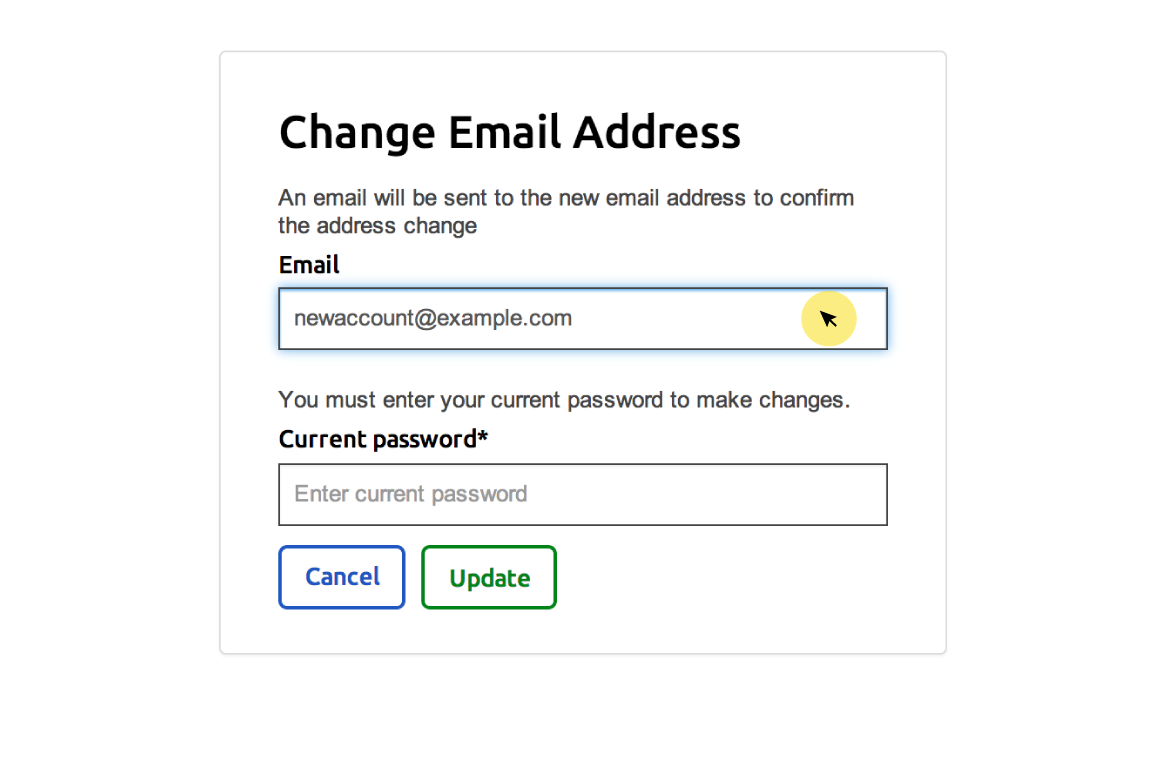 Change Email Address
An email will be sent to the new email address to confirm
the address change
Email
newaccount@example.com
You must enter your current password to make changes.
Current password*
Enter current password
Cancel
Update